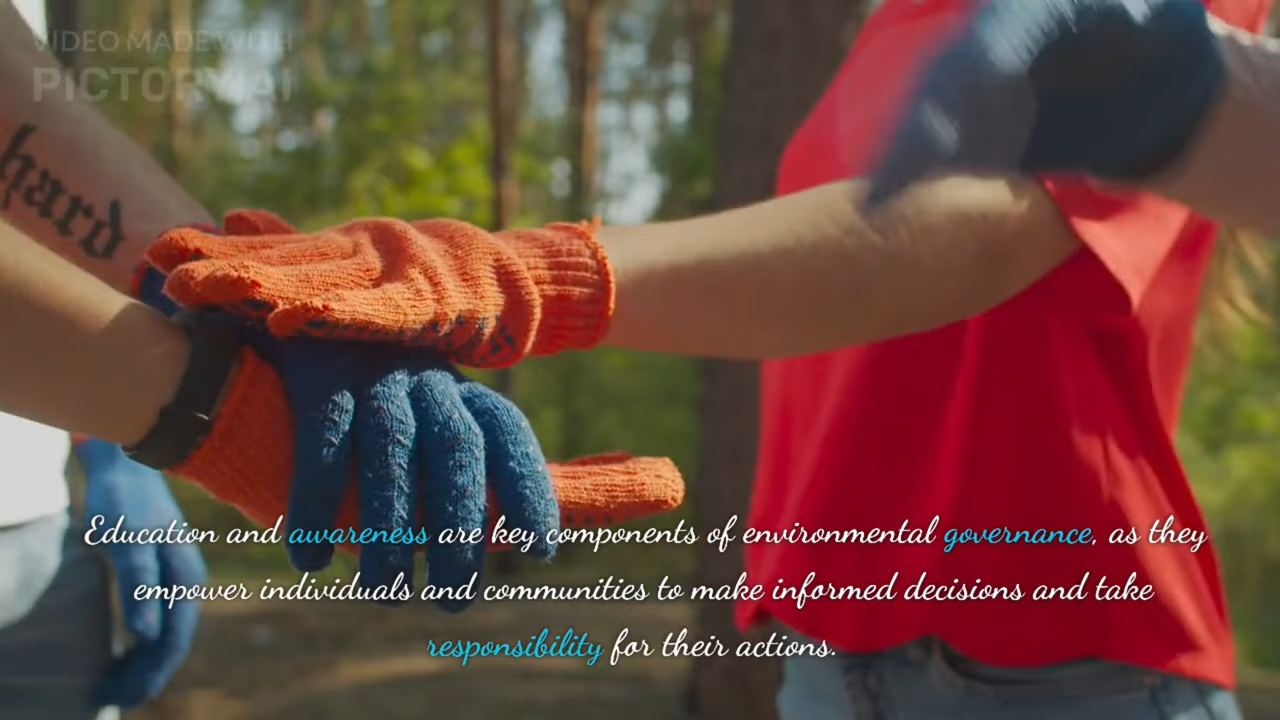 VIDEO MADE WITH
PICTORY.AI
hard
Education and awareness are key components of environmental governance, as they
empower individuals and communities to make informed decisions and take
responsibility for their actions.